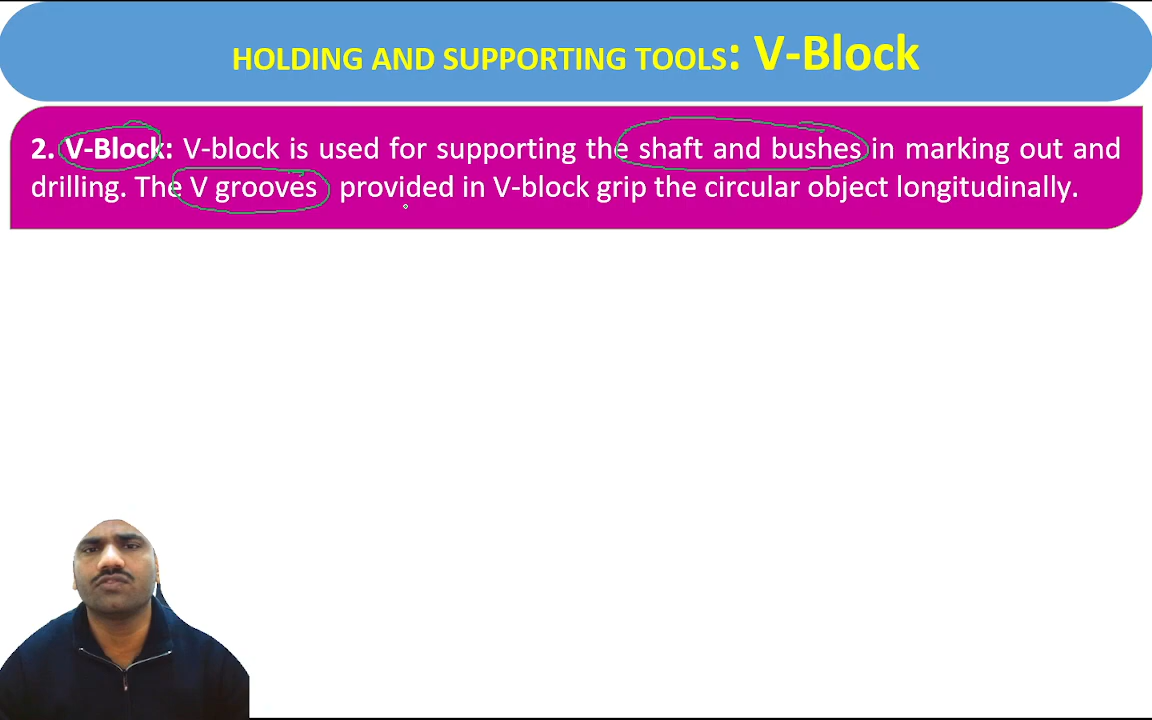 HOLDING AND SUPPORTING TOOLS: V-Block
2. V-Block: V-block is used for supporting the shaft and bushes in marking out and
drilling. The V grooves provided in V-block grip the circular object longitudinally.